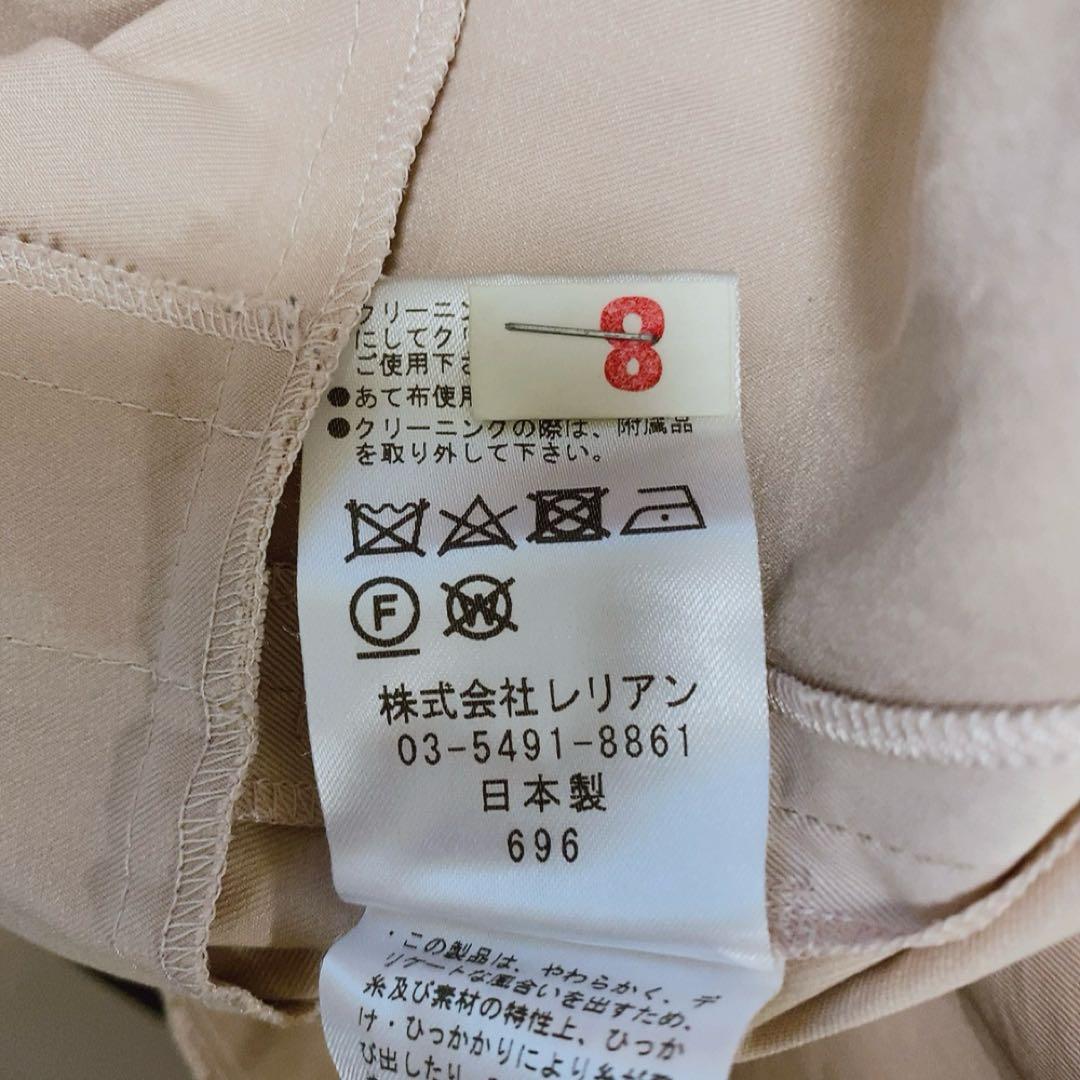 クリーニン
8
にしてク
ご使用下さ
●あて布使用
●クリーニングの際は、附属品
を取り外して下さい。
F
W
株式会社レリアン
03-5491-8861
日本製
696
・この製品は、やわらかく、デ
リケートな風合いを出すため、
糸及び素材の特性上、ひっか
け・ひっかかりにより糸が
び出したり